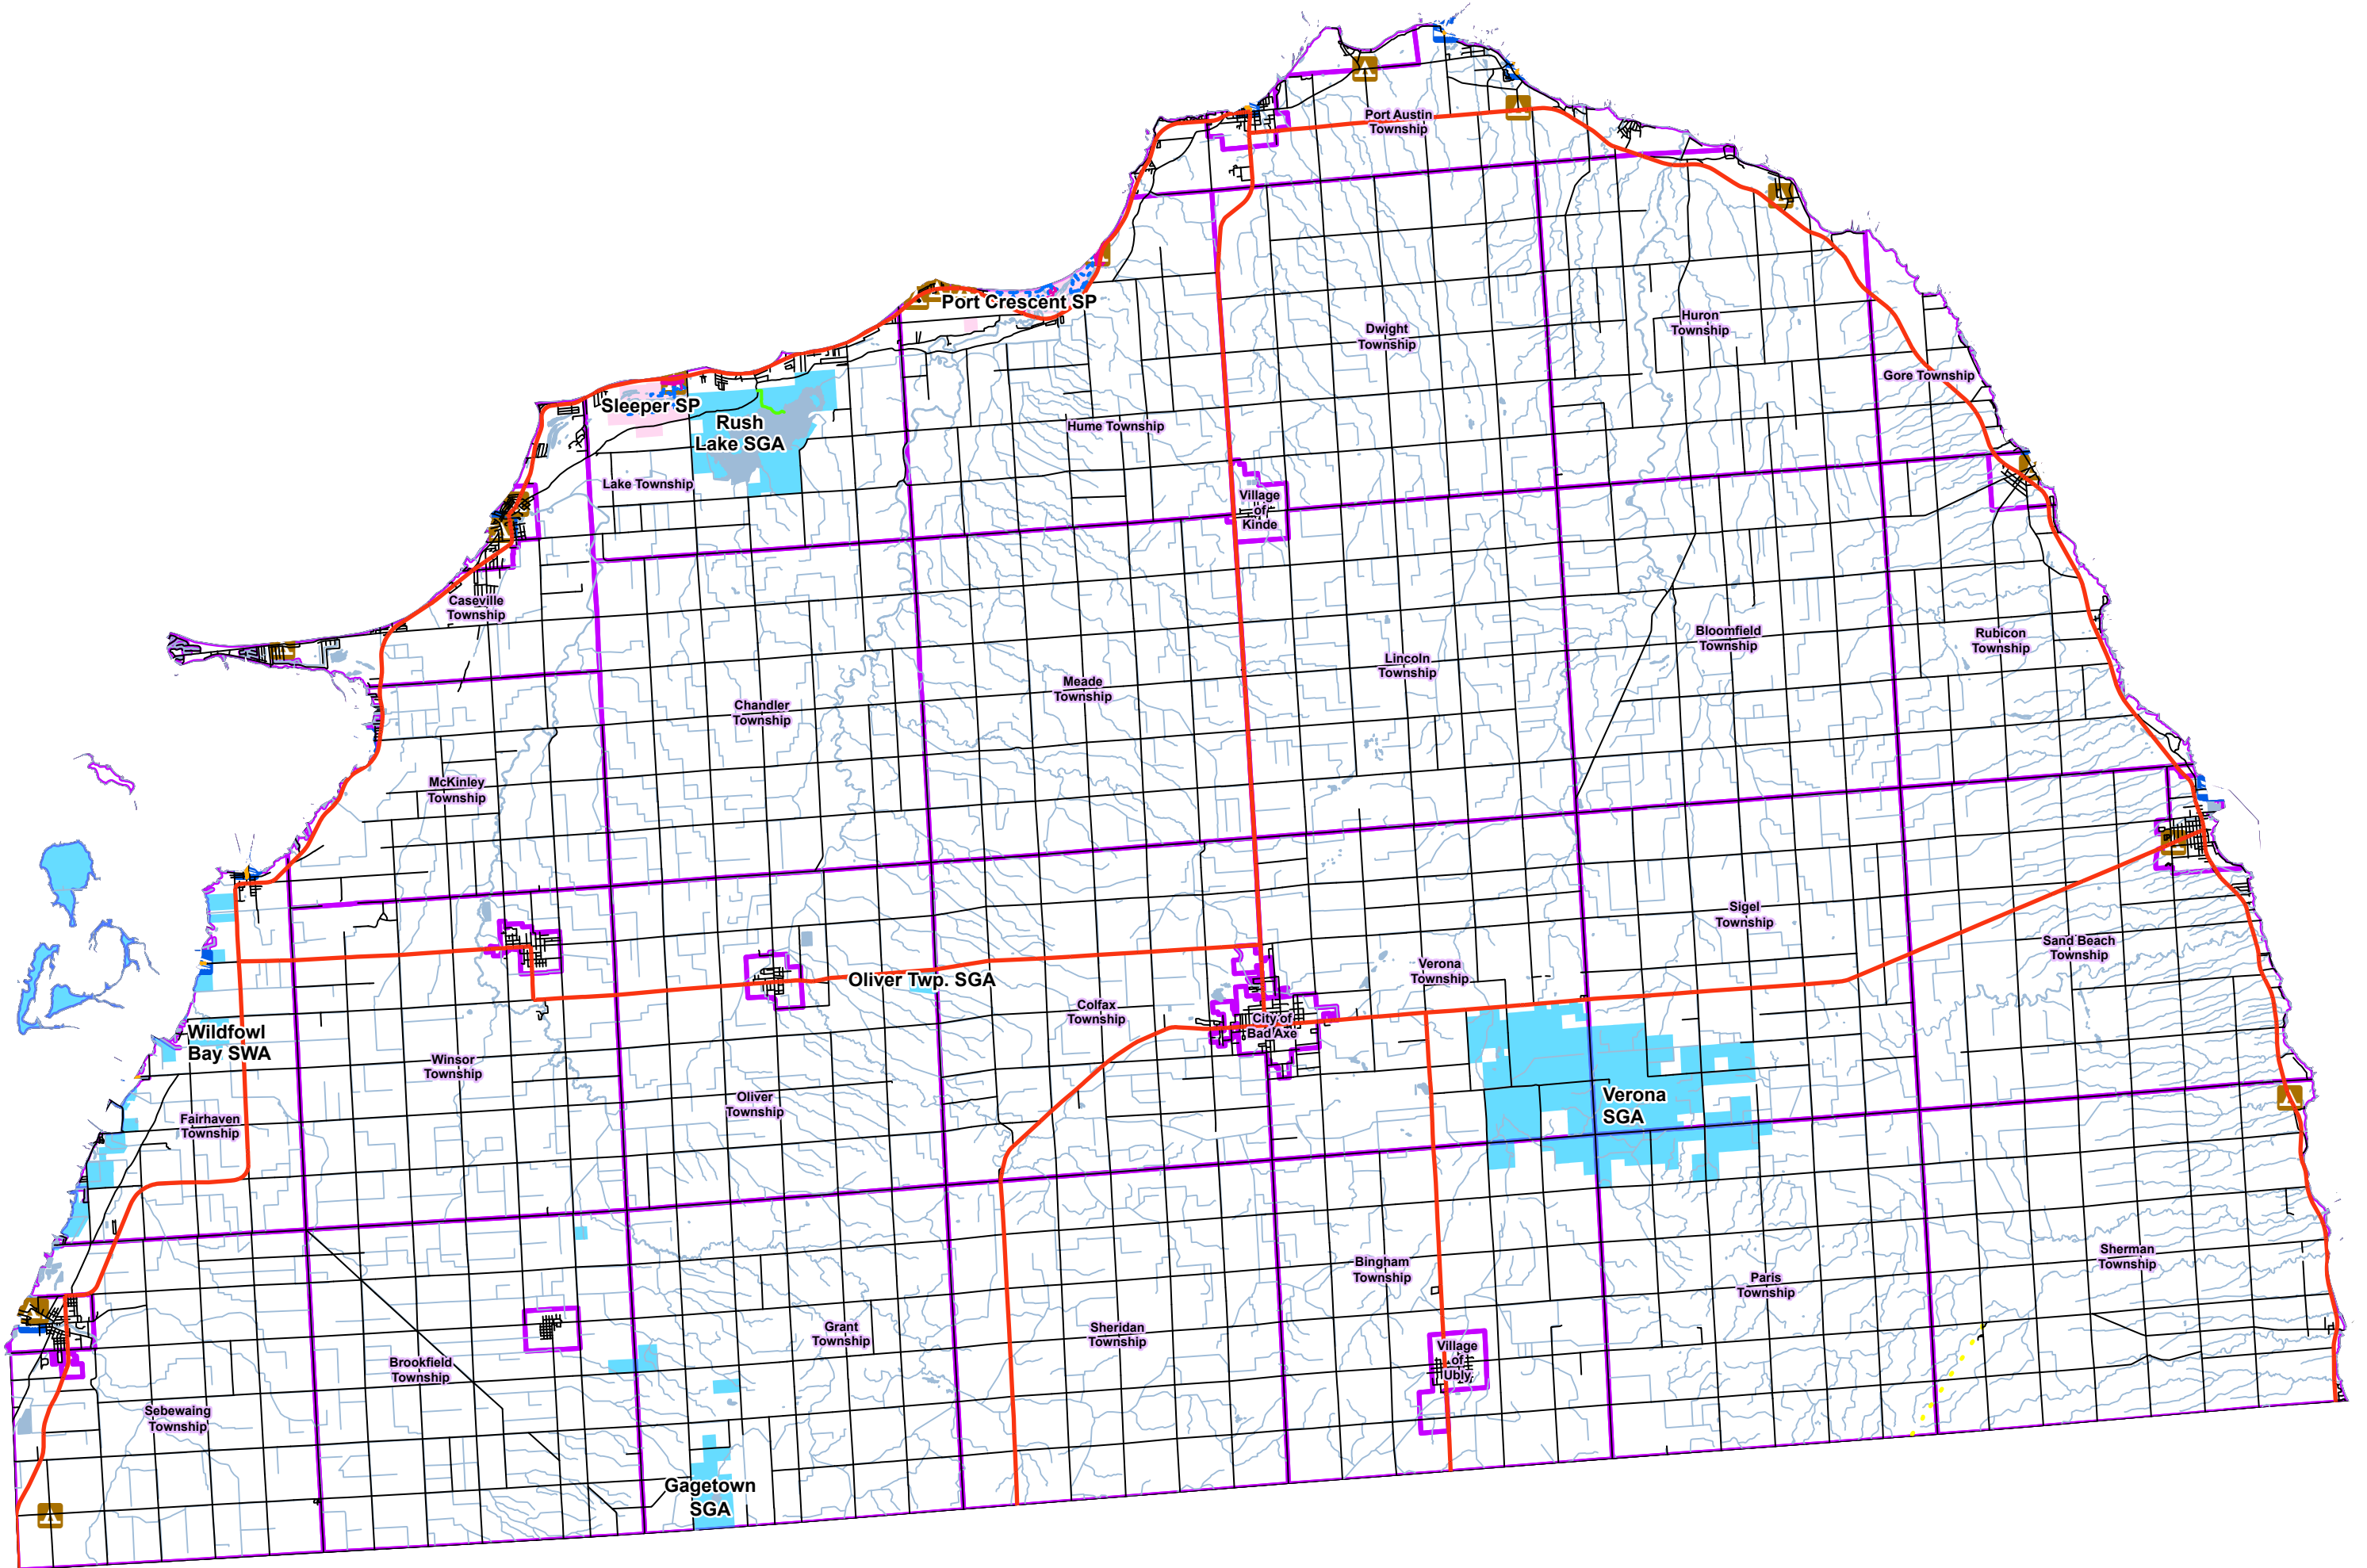 Port Austin
Township
Port Crescent SP
Dwight
Township
Huron
Township
Gore Township
Sleeper SP
Rush
Lake SGA
Hume Township
Lake Township
Village
of
Kinde
Caseville
Township
Bloomfield
Township
Rubicon
Township
Lincoln
Township
Meade
Township
Chandler
Township
McKinley
Township
Sigel
Township
Sand Beach
Township
Verona
Township
Oliver Twp. SGA
Colfax
Township
City of
Bad Axe
Wildfowl
Bay SWA
Winsor
Township
Oliver
Township
Verona
SGA
Fairhaven
Township
Sherman
Township
Bingham
Township
Paris
Township
Grant
Township
Sheridan
Township
Village
of
Ubly
Brookfield
Township
Sebewaing
Township
Gagetown
SGA